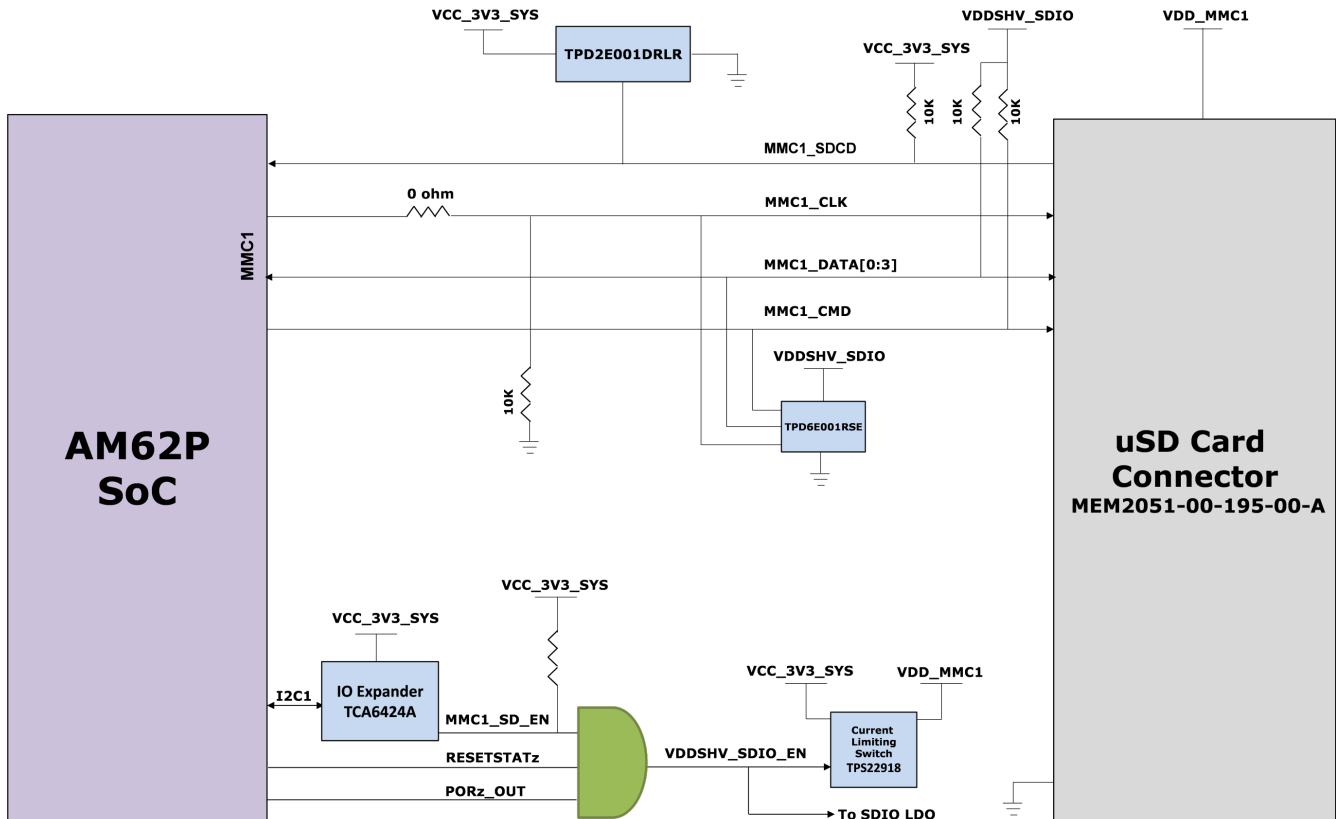 VCC_3V3_SYS
VDDSHV_SDIO
VDD_MMC1
TPD2E001DRLR
VCC_3V3_SYS
10K
10K
10K
MMC1_SDCD
0 ohm
MMC1_CLK
MMC1
MMC1_DATA[0:3]
MMC1_CMD
VDDSHV_SDIO
10K
TPD6E001RSE
AM62P
SoC
uSD Card
Connector
MEM2051-00-195-00-A
VCC_3V3_SYS
VCC_3V3_SYS
I2C1
IO Expander
TCA6424A
MMC1_SD_EN
RESETSTATz
PORz_OUT
VDDSHV_SDIO_EN
VCC_3V3_SYS
VDD_MMC1
Current
Limiting
Switch
TPS22918
To SDIO LDO